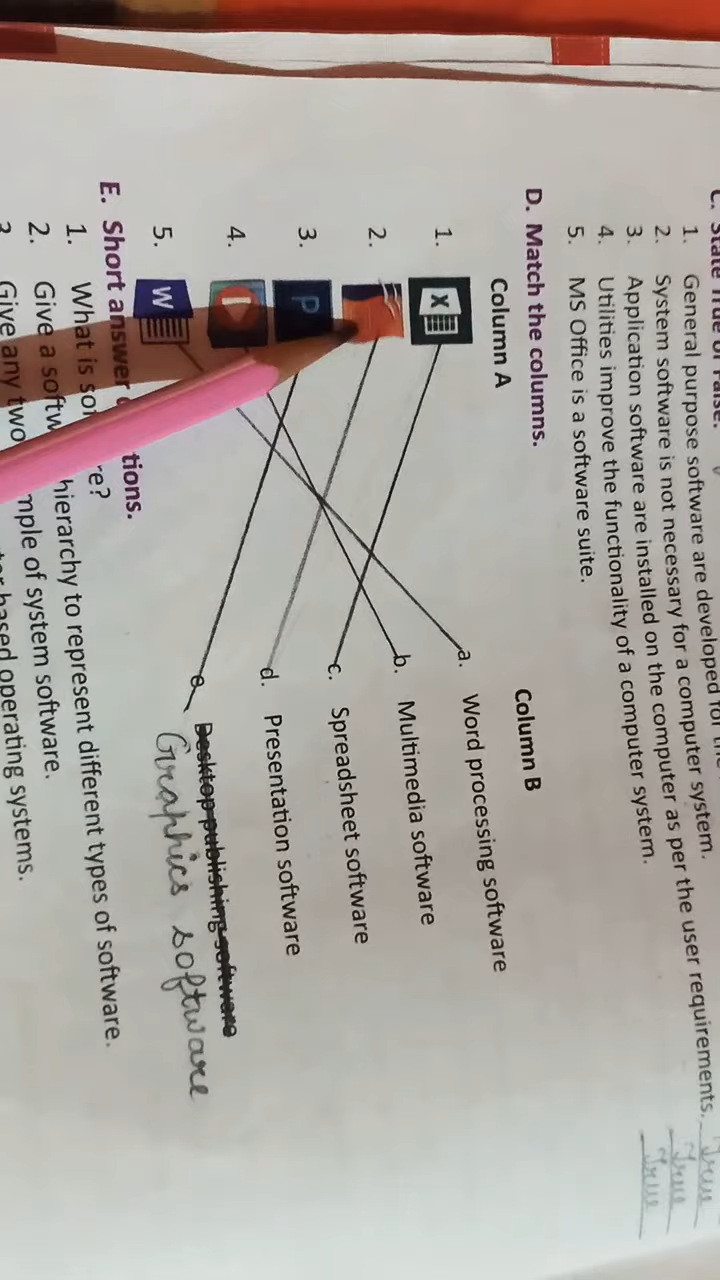 C. State True or False.
1. General purpose software are developed for the
2. System software is not necessary for a computer system.
3. Application software are installed on the computer as per the user requirements. True
4. Utilities improve the functionality of a computer system. True
5. MS Office is a software suite. True
D. Match the columns.
Column A Column B
1. X a. Word processing software
2. b. Multimedia software
3. P c. Spreadsheet software
4. d. Presentation software
5. W e. Desktop publishing software
Graphics software
E. Short answer tions.
1. What is re?
2. Give a softw hierarchy to represent different types of software.
3. Give any two mple of system software.
based operating systems.